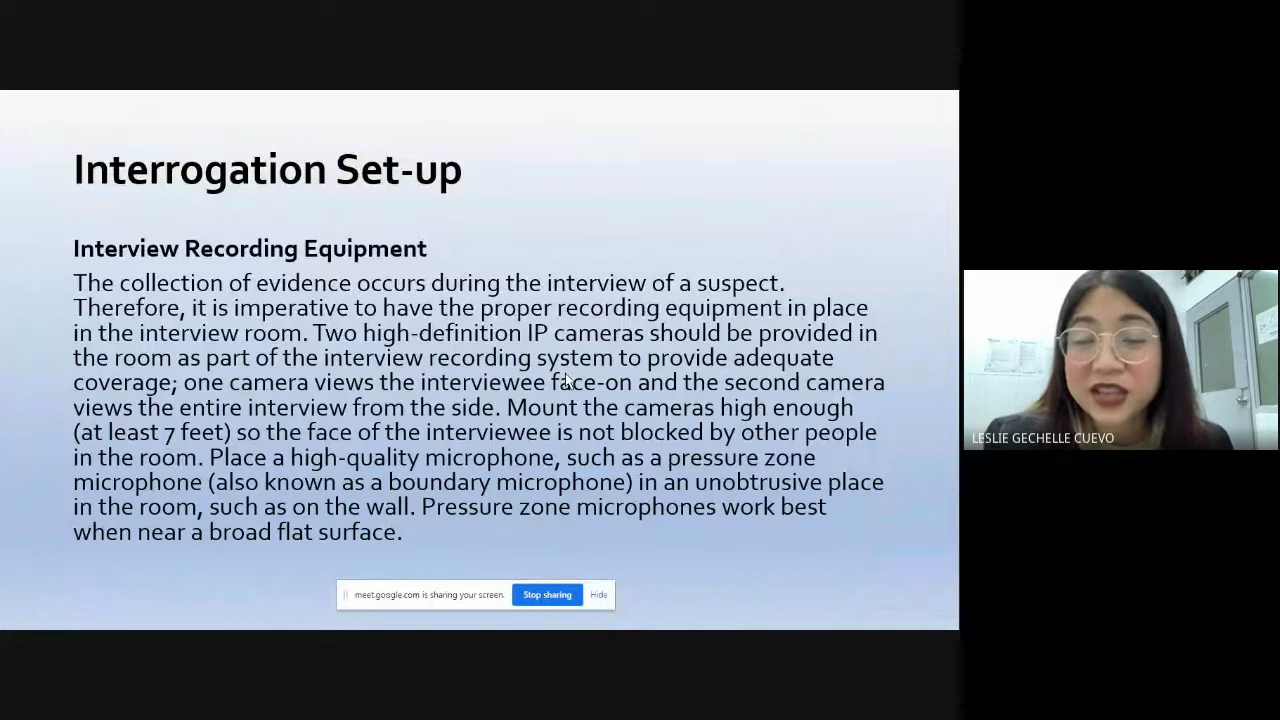 Interrogation Set-up
Interview Recording Equipment
The collection of evidence occurs during the interview of a suspect.
Therefore, it is imperative to have the proper recording equipment in place
in the interview room. Two high-definition IP cameras should be provided in
the room as part of the interview recording system to provide adequate
coverage; one camera views the interviewee face-on and the second camera
views the entire interview from the side. Mount the cameras high enough
(at least 7 feet) so the face of the interviewee is not blocked by other people
in the room. Place a high-quality microphone, such as a pressure zone
microphone (also known as a boundary microphone) in an unobtrusive place
in the room, such as on the wall. Pressure zone microphones work best
when near a broad flat surface.
meet.google.com is sharing your screen.
Stop sharing
Hide
LESLIE GECHELLE CUEVO